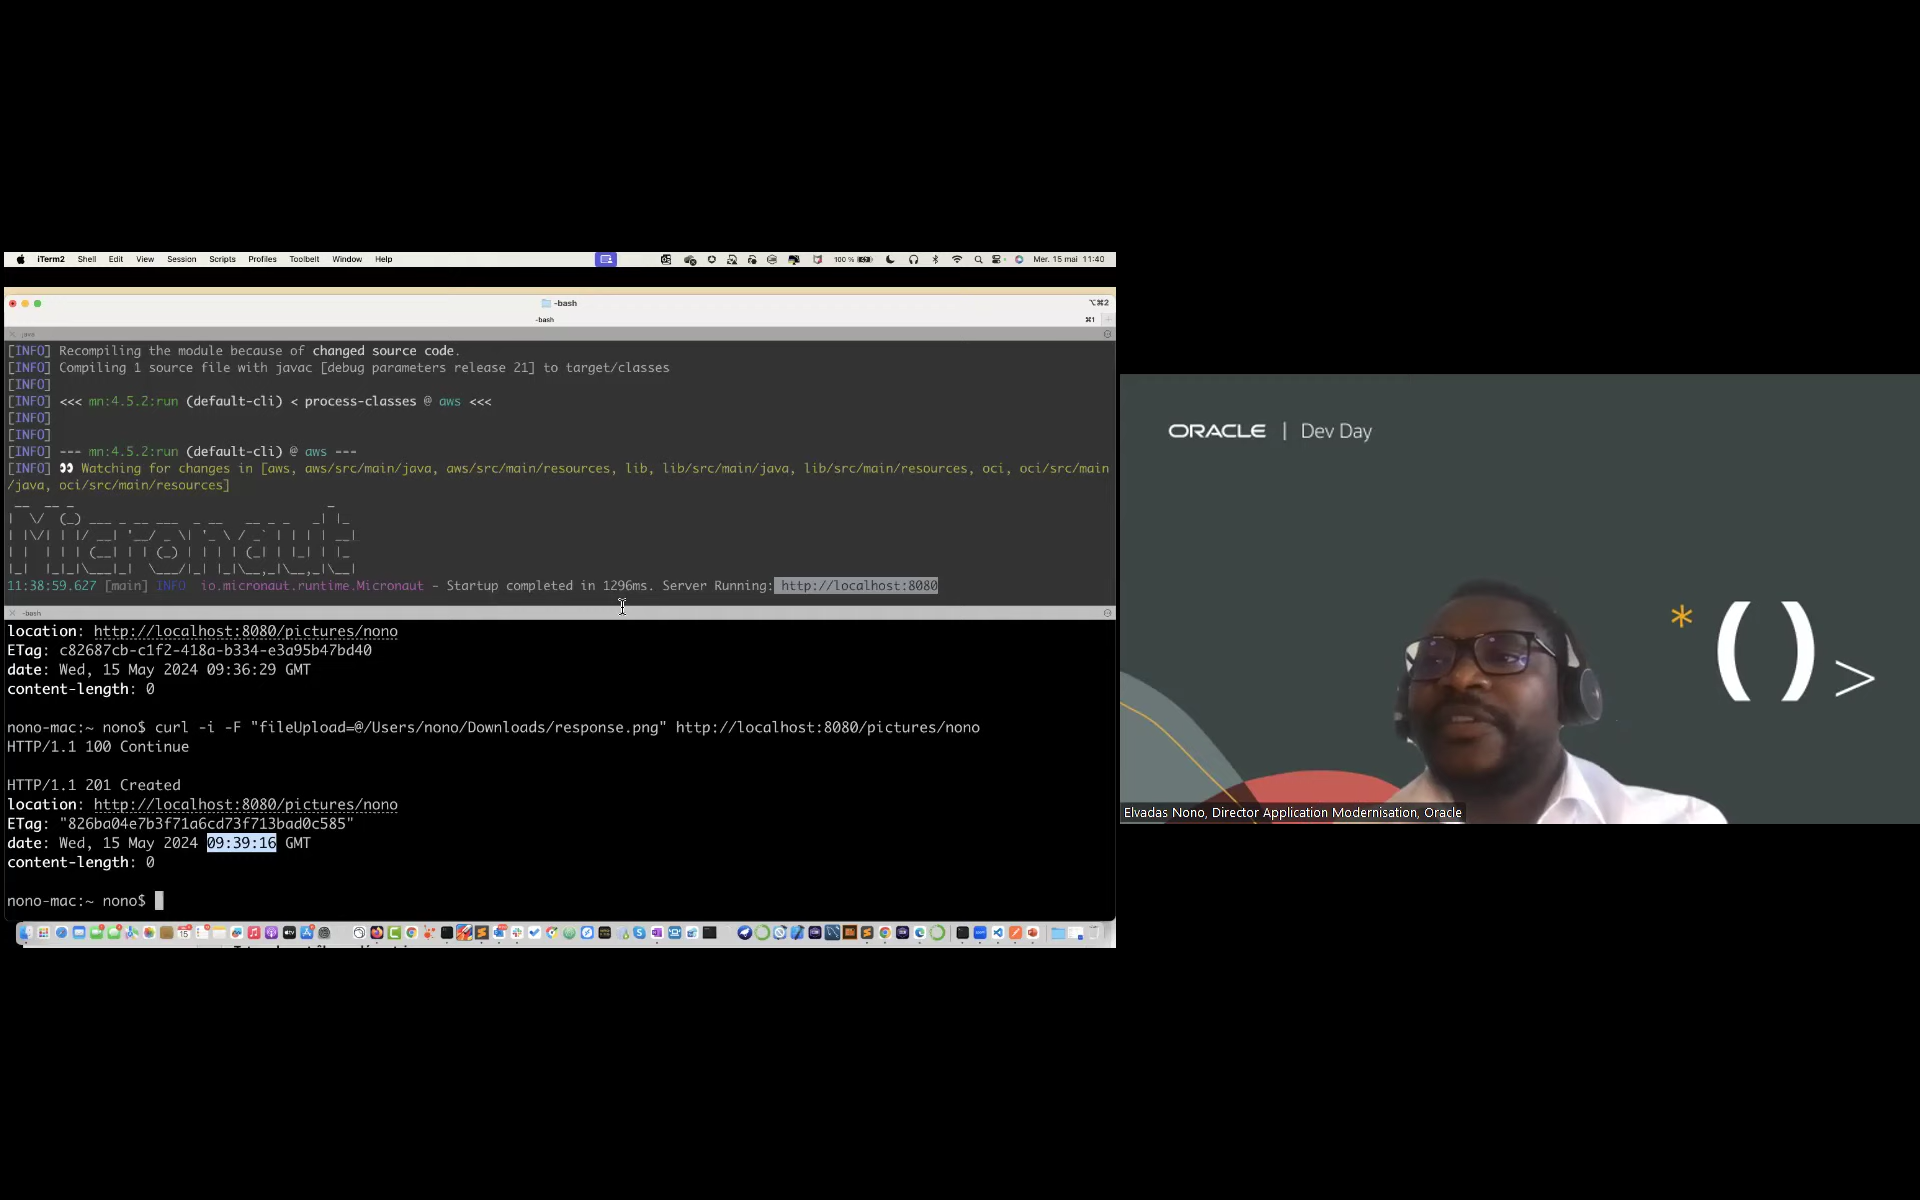 iTerm2 Shell Edit View Session Scripts Profiles Toolbelt Window Help 100 % Mer. 15 mai 11:40
-bash ⌥⌘2
-bash ⌘1
[INFO] Recompiling the module because of changed source code.
[INFO] Compiling 1 source file with javac [debug parameters release 21] to target/classes
[INFO]
[INFO] <<< mn:4.5.2:run (default-cli) < process-classes @ aws <<<
[INFO]
[INFO]
[INFO] --- mn:4.5.2:run (default-cli) @ aws ---
[INFO] 👀 Watching for changes in [aws, aws/src/main/java, aws/src/main/resources, lib, lib/src/main/java, lib/src/main/resources, oci, oci/src/main
/java, oci/src/main/resources]
Micronaut
11:38:59.627 [main] INFO io.micronaut.runtime.Micronaut - Startup completed in 1296ms. Server Running: http://localhost:8080
-bash
location: http://localhost:8080/pictures/nono
ETag: c82687cb-c1f2-418a-b334-e3a95b47bd40
date: Wed, 15 May 2024 09:36:29 GMT
content-length: 0
nono-mac:~ nono$ curl -i -F "fileUpload=@/Users/nono/Downloads/response.png" http://localhost:8080/pictures/nono
HTTP/1.1 100 Continue
HTTP/1.1 201 Created
location: http://localhost:8080/pictures/nono
ETag: "826ba04e7b3f71a6cd73f713bad0c585"
date: Wed, 15 May 2024 09:39:16 GMT
content-length: 0
nono-mac:~ nono$
ORACLE | Dev Day
* ( ) >
Elvadas Nono, Director Application Modernisation, Oracle